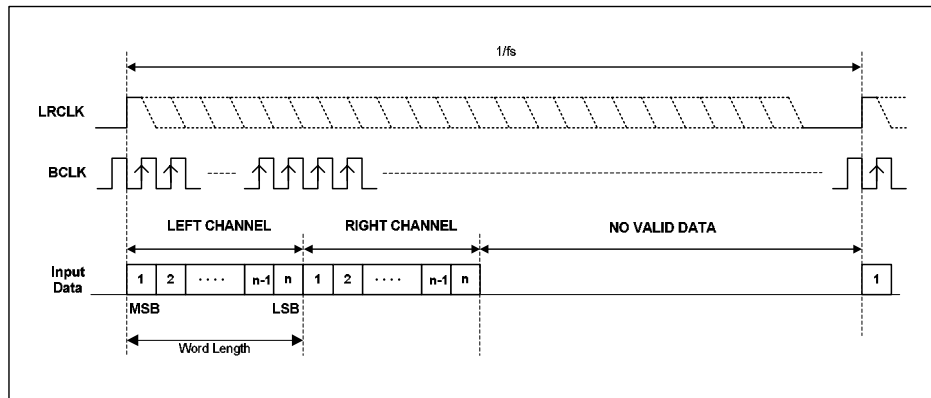 1/fs
LRCLK
BCLK
LEFT CHANNEL RIGHT CHANNEL NO VALID DATA
Input
Data
1 2 · · · · n-1 n 1 2 · · · · n-1 n 1
MSB LSB
Word Length